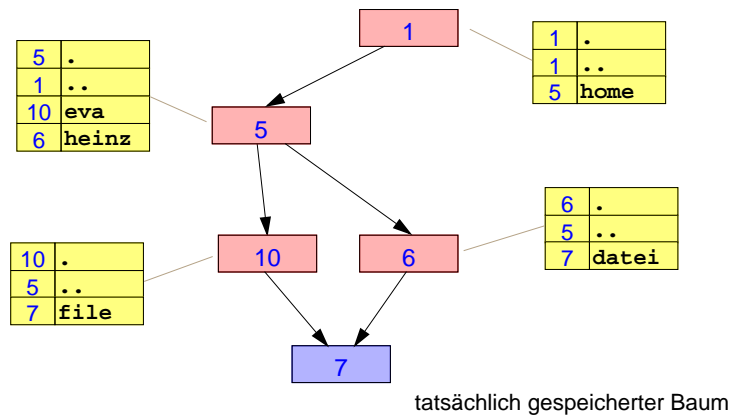 1
1 .
1 ..
5 home
5 .
1 ..
10 eva
6 heinz
5
6 .
5 ..
7 datei
10 .
5 ..
7 file
10
6
7
tatsächlich gespeicherter Baum